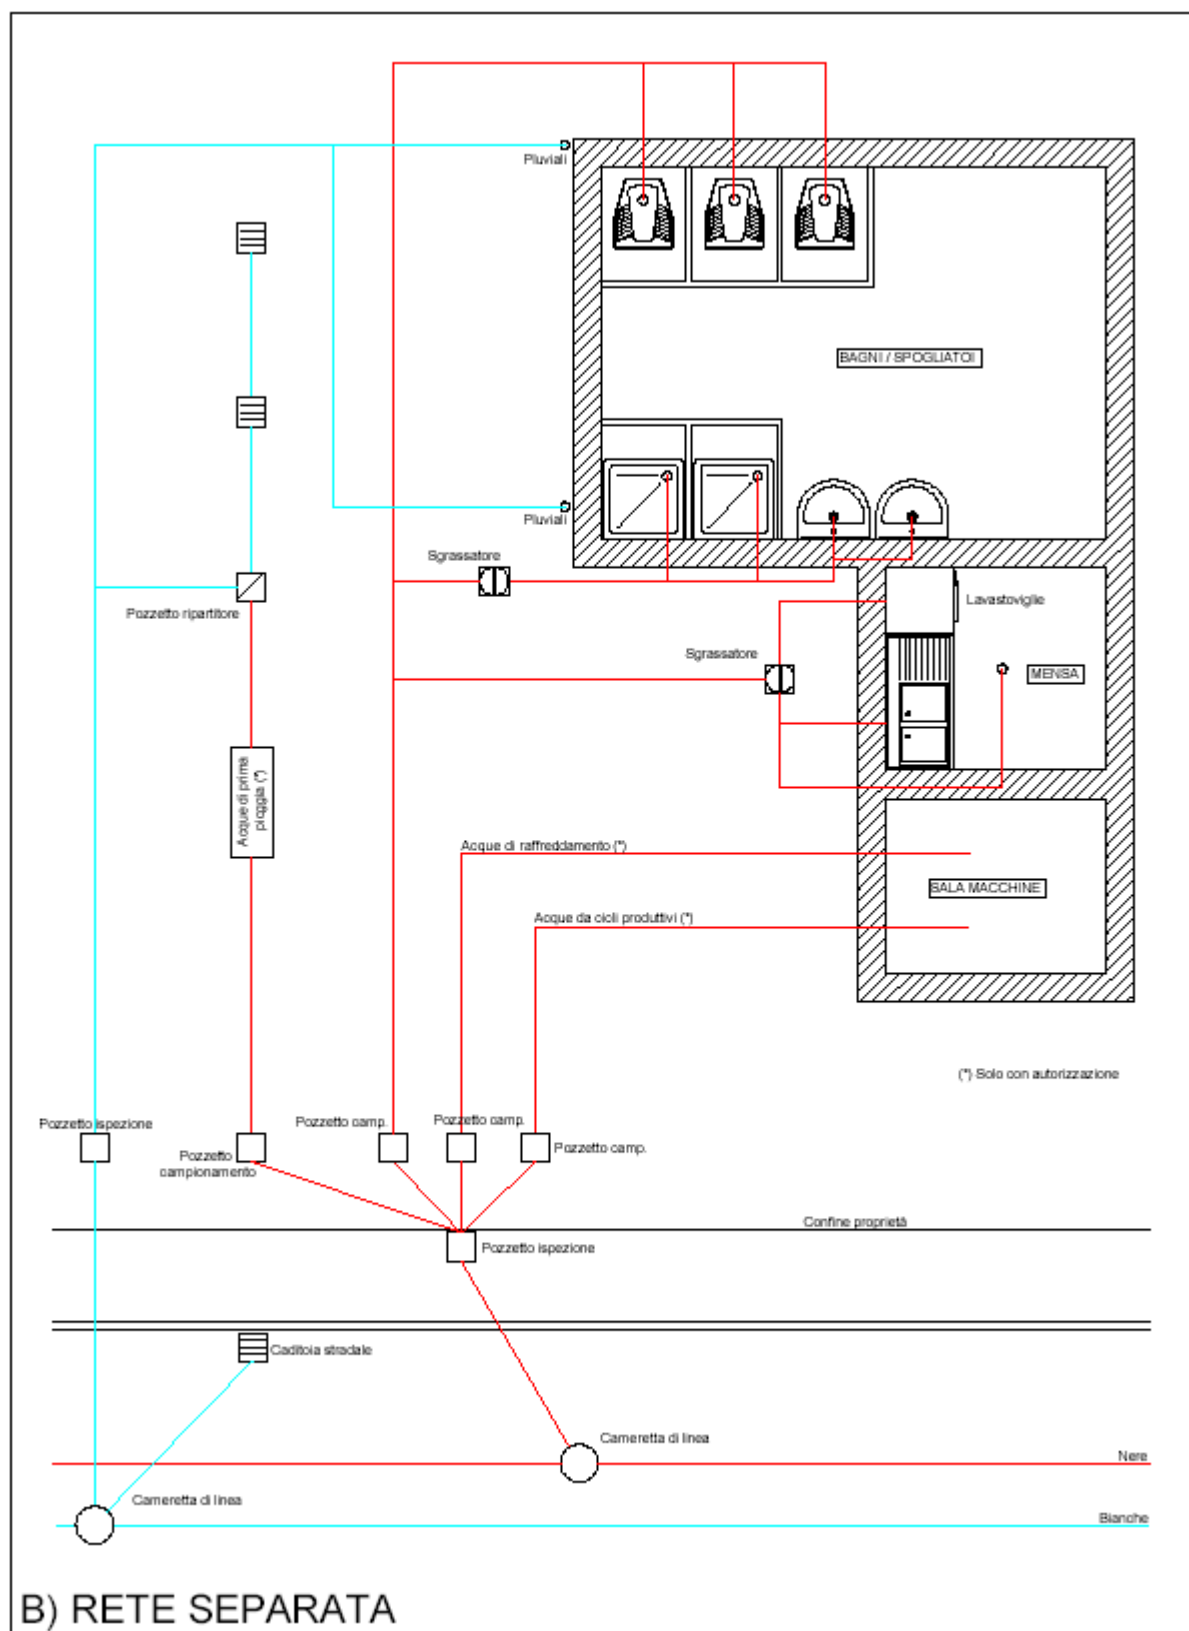 Pluviali
BAGNI / SPOGLIATOI
Pluviali
Sgrassatore
Pozzetto ripartitore
Lavastoviglie
Sgrassatore
MENSA
Acque di prima
pioggia (*)
Acque di raffreddamento (*)
SALA MACCHINE
Acque da cicli produttivi (*)
(*) Solo con autorizzazione
Pozzetto ispezione
Pozzetto camp.
Pozzetto camp.
Pozzetto
campionamento
Pozzetto camp.
Confine proprietà
Pozzetto ispezione
Caditoia stradale
Cameretta di linea
Nere
Cameretta di linea
Bianche
B) RETE SEPARATA